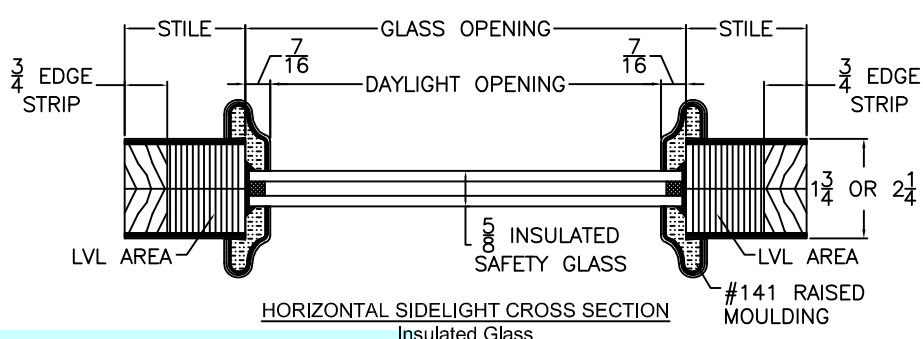 STILE
GLASS OPENING
STILE
7/16
7/16
3/4 EDGE
STRIP
DAYLIGHT OPENING
3/4 EDGE
STRIP
1 3/4 OR 2 1/4
LVL AREA
5/8 INSULATED
SAFETY GLASS
LVL AREA
#141 RAISED
MOULDING
HORIZONTAL SIDELIGHT CROSS SECTION
Insulated Glass